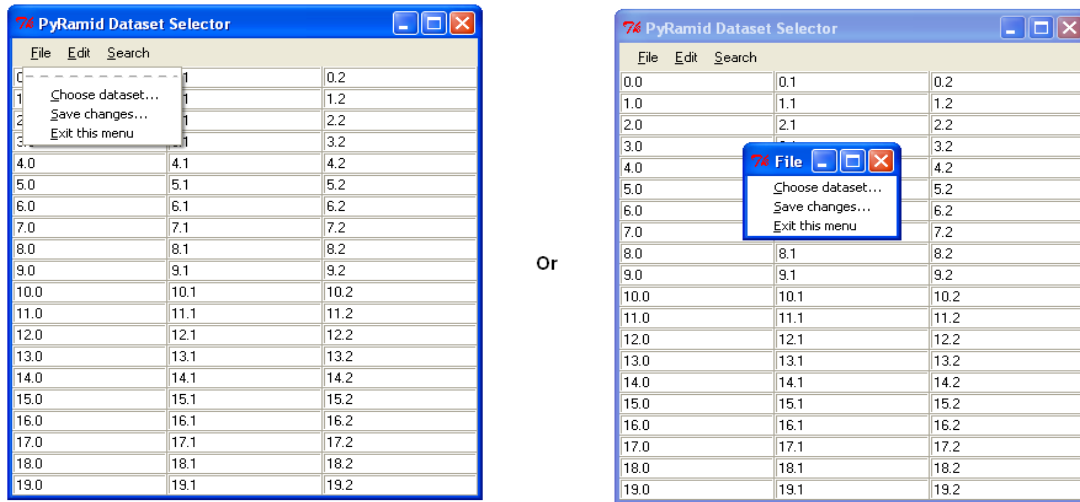 PyRamid Dataset Selector
File Edit Search
0.2
Choose dataset...
1.2
Save changes...
2.2
Exit this menu
3.2
4.0 4.1 4.2
5.0 5.1 5.2
6.0 6.1 6.2
7.0 7.1 7.2
8.0 8.1 8.2
9.0 9.1 9.2
10.0 10.1 10.2
11.0 11.1 11.2
12.0 12.1 12.2
13.0 13.1 13.2
14.0 14.1 14.2
15.0 15.1 15.2
16.0 16.1 16.2
17.0 17.1 17.2
18.0 18.1 18.2
19.0 19.1 19.2
Or
PyRamid Dataset Selector
File Edit Search
0.0 0.1 0.2
1.0 1.1 1.2
2.0 2.1 2.2
3.0 3.2
File
4.0 4.2
Choose dataset...
5.0 5.2
Save changes...
6.0 6.2
Exit this menu
7.0 7.2
8.0 8.1 8.2
9.0 9.1 9.2
10.0 10.1 10.2
11.0 11.1 11.2
12.0 12.1 12.2
13.0 13.1 13.2
14.0 14.1 14.2
15.0 15.1 15.2
16.0 16.1 16.2
17.0 17.1 17.2
18.0 18.1 18.2
19.0 19.1 19.2